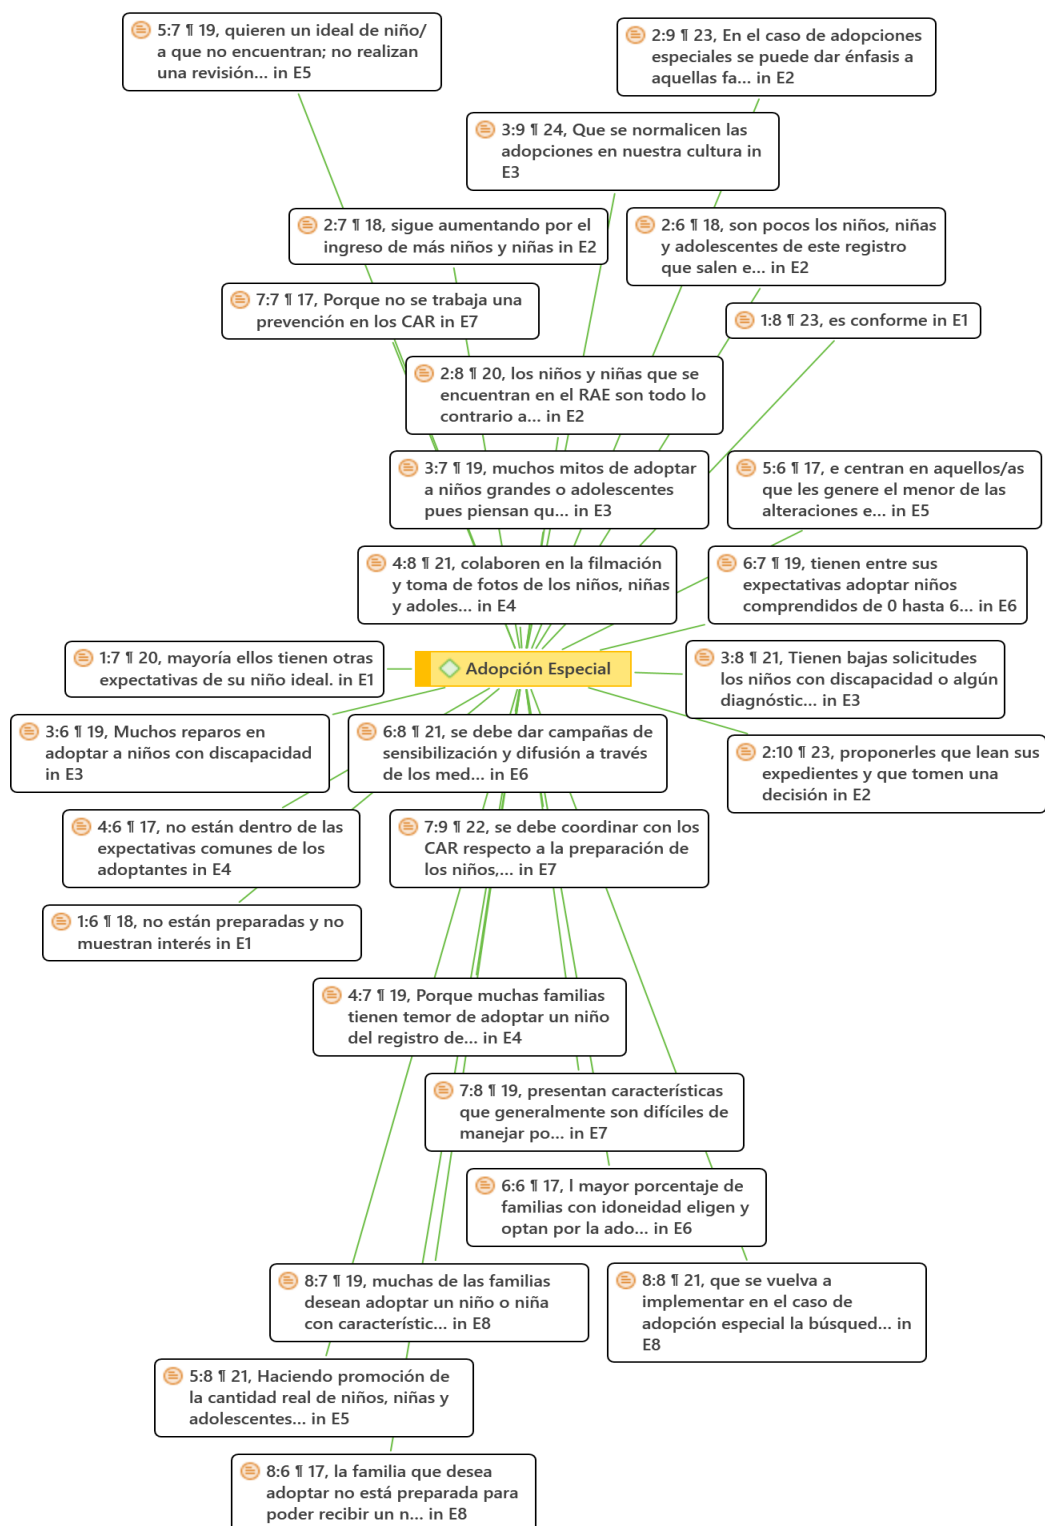 5:7 ¶ 19, quieren un ideal de niño/
a que no encuentran; no realizan
una revisión... in E5
2:9 ¶ 23, En el caso de adopciones
especiales se puede dar énfasis a
aquellas fa... in E2
3:9 ¶ 24, Que se normalicen las
adopciones en nuestra cultura in
E3
2:7 ¶ 18, sigue aumentando por el
ingreso de más niños y niñas in E2
2:6 ¶ 18, son pocos los niños, niñas
y adolescentes de este registro
que salen e... in E2
7:7 ¶ 17, Porque no se trabaja una
prevención en los CAR in E7
1:8 ¶ 23, es conforme in E1
2:8 ¶ 20, los niños y niñas que se
encuentran en el RAE son todo lo
contrario a... in E2
3:7 ¶ 19, muchos mitos de adoptar
a niños grandes o adolescentes
pues piensan qu... in E3
5:6 ¶ 17, e centran en aquellos/as
que les genere el menor de las
alteraciones e... in E5
4:8 ¶ 21, colaboren en la filmación
y toma de fotos de los niños, niñas
y adoles... in E4
6:7 ¶ 19, tienen entre sus
expectativas adoptar niños
comprendidos de 0 hasta 6... in E6
1:7 ¶ 20, mayoría ellos tienen otras
expectativas de su niño ideal. in E1
Adopción Especial
3:8 ¶ 21, Tienen bajas solicitudes
los niños con discapacidad o algún
diagnóstic... in E3
3:6 ¶ 19, Muchos reparos en
adoptar a niños con discapacidad
in E3
6:8 ¶ 21, se debe dar campañas de
sensibilización y difusión a través
de los med... in E6
2:10 ¶ 23, proponerles que lean sus
expedientes y que tomen una
decisión in E2
4:6 ¶ 17, no están dentro de las
expectativas comunes de los
adoptantes in E4
7:9 ¶ 22, se debe coordinar con los
CAR respecto a la preparación de
los niños,... in E7
1:6 ¶ 18, no están preparadas y no
muestran interés in E1
4:7 ¶ 19, Porque muchas familias
tienen temor de adoptar un niño
del registro de... in E4
7:8 ¶ 19, presentan características
que generalmente son difíciles de
manejar po... in E7
6:6 ¶ 17, l mayor porcentaje de
familias con idoneidad eligen y
optan por la ado... in E6
8:7 ¶ 19, muchas de las familias
desean adoptar un niño o niña
con característic... in E8
8:8 ¶ 21, que se vuelva a
implementar en el caso de
adopción especial la búsqued... in
E8
5:8 ¶ 21, Haciendo promoción de
la cantidad real de niños, niñas y
adolescentes... in E5
8:6 ¶ 17, la familia que desea
adoptar no está preparada para
poder recibir un n... in E8